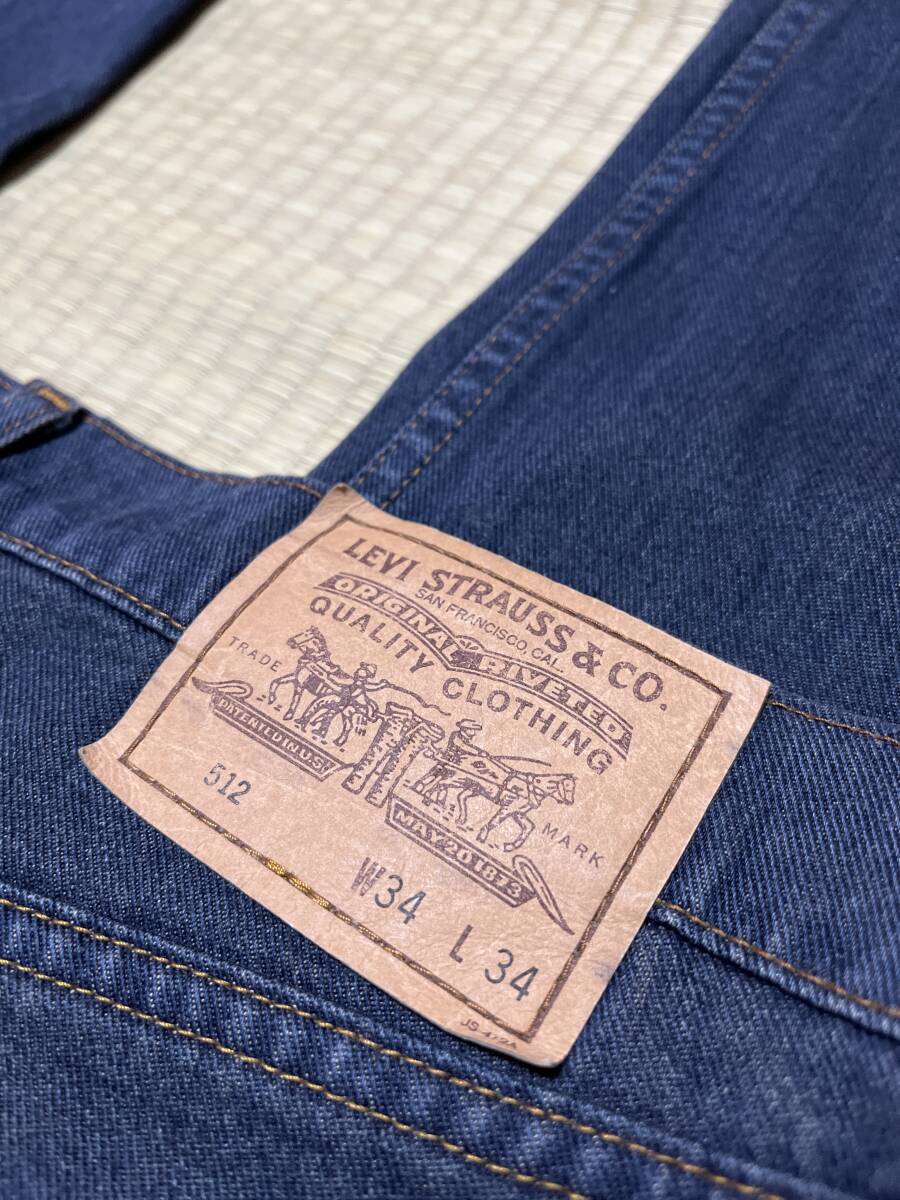 LEVI STRAUSS & CO.
SAN FRANCISCO, CAL.
ORIGINAL RIVETED
QUALITY CLOTHING
TRADE MARK
PATENTED IN U.S.
MAY 20 1873
512
W34 L 34